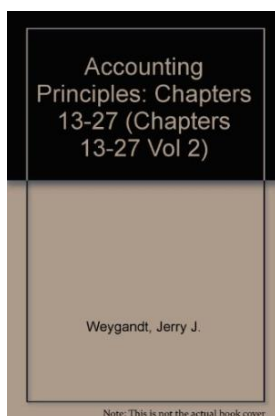 Accounting
Principles: Chapters
13-27 (Chapters
13-27 Vol 2)
Weygandt, Jerry J.
Note: This is not the actual book cover